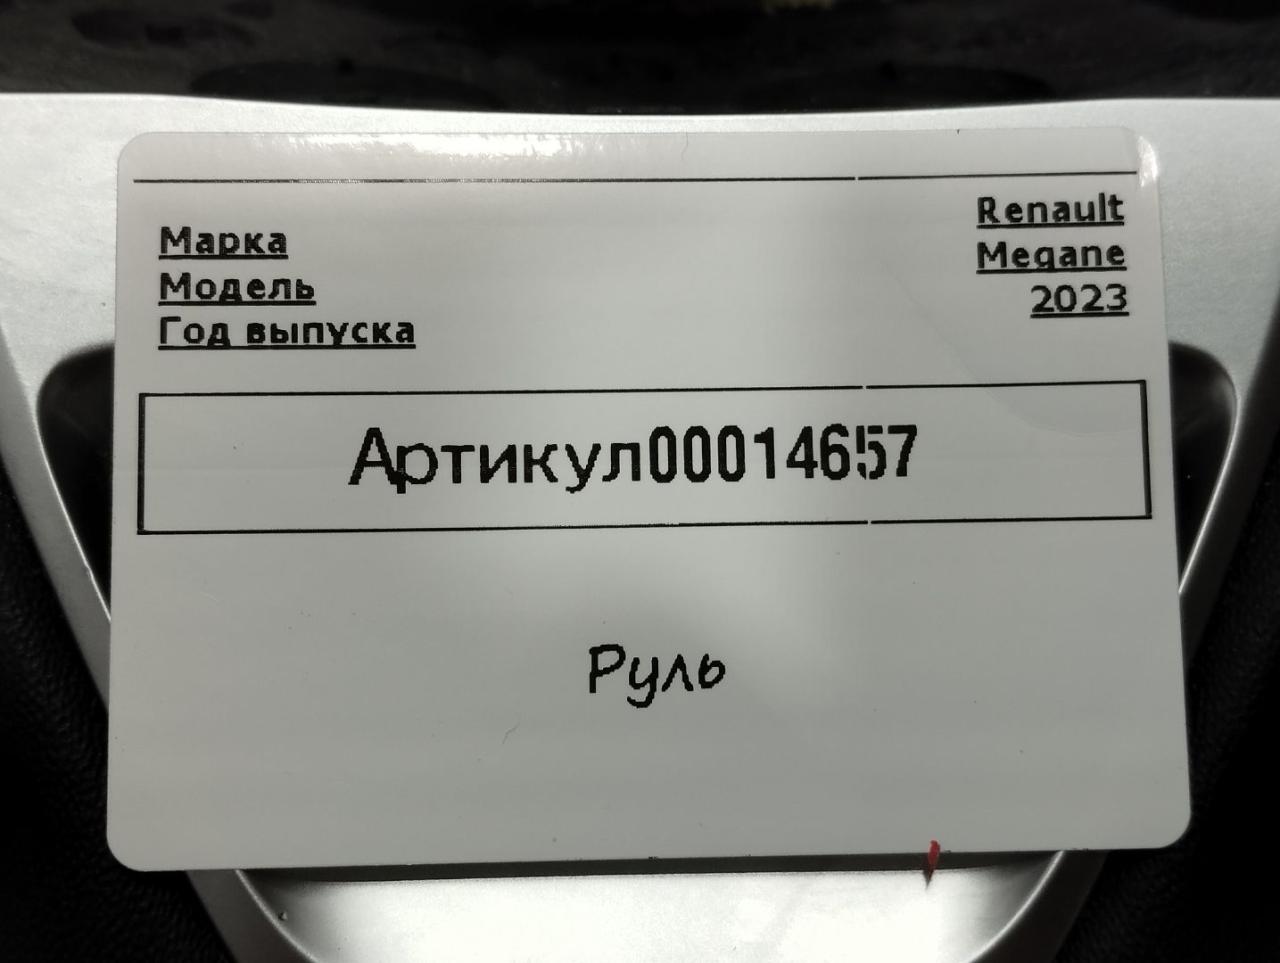 Марка Renault
Модель Megane
Год выпуска 2023
Артикул00014657
Руль